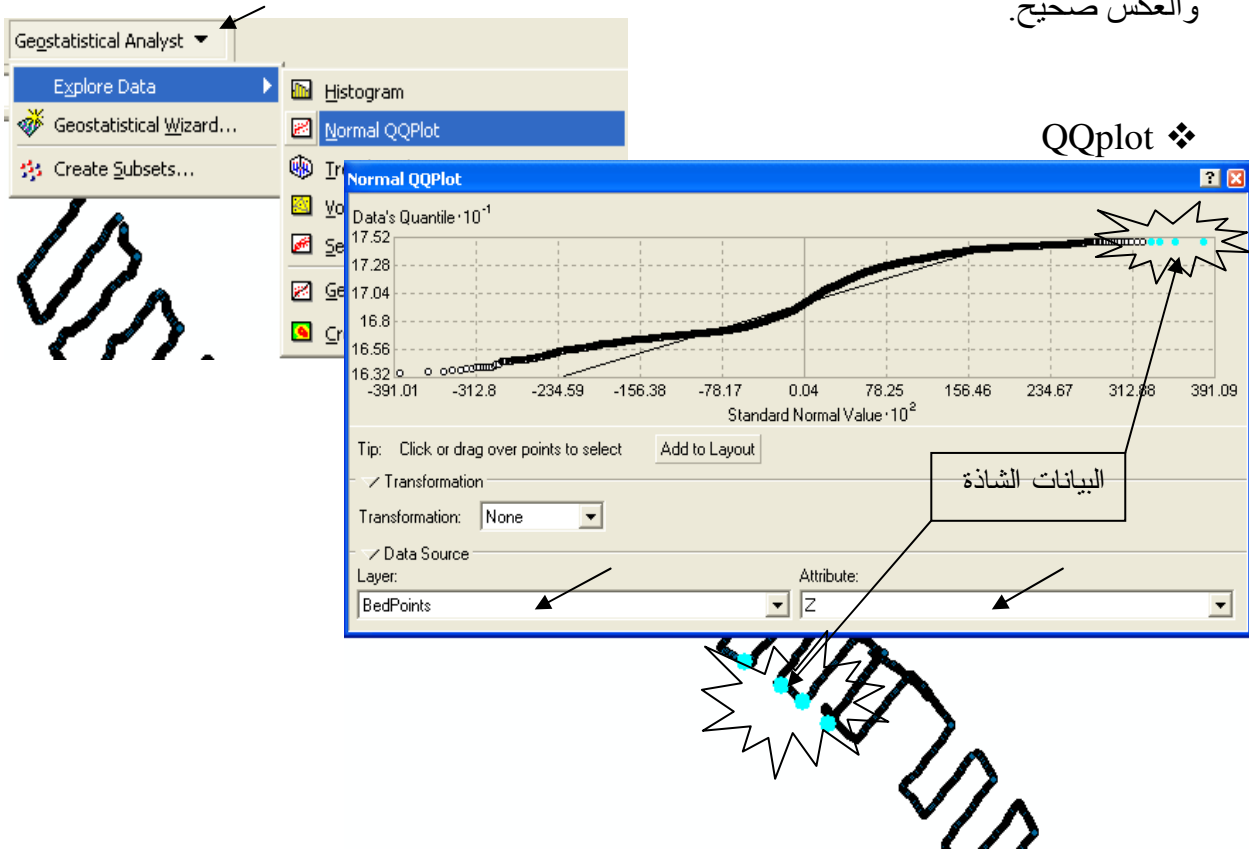 والعكس صحيح.
Geostatistical Analyst
Explore Data
Geostatistical Wizard...
Create Subsets...
Histogram
Normal QQPlot
❖ QQplot
Normal QQPlot
Data's Quantile·10⁻¹
17.52
17.28
17.04
16.8
16.56
16.32
-391.01 -312.8 -234.59 -156.38 -78.17 0.04 78.25 156.46 234.67 312.88 391.09
Standard Normal Value·10²
Tip: Click or drag over points to select Add to Layout
البيانات الشاذة
Transformation
Transformation: None
Data Source
Layer: Attribute:
BedPoints Z